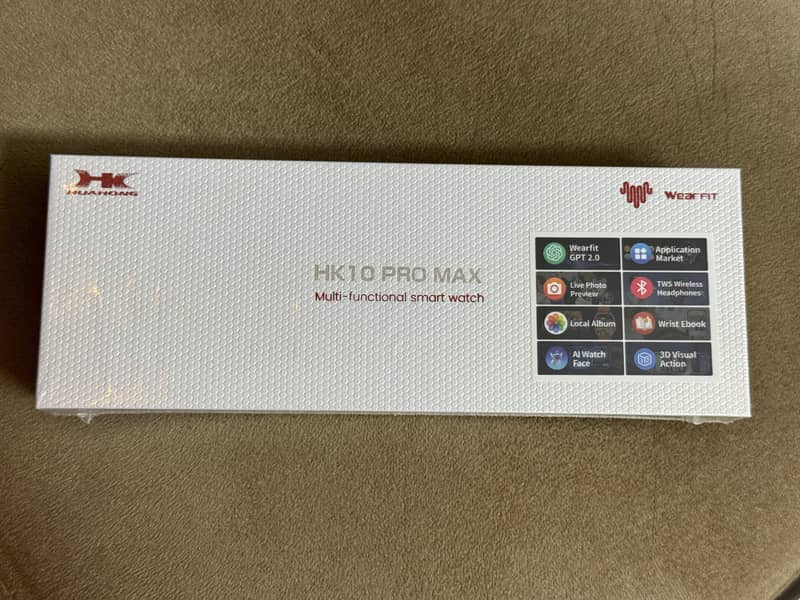 HK
HUAHONG
WearFIT
HK10 PRO MAX
Multi-functional smart watch
Wearfit
GPT 2.0
Application
Market
Live Photo
Preview
TWS Wireless
Headphones
Local Album
Wrist Ebook
AI Watch
Face
3D Visual
Action